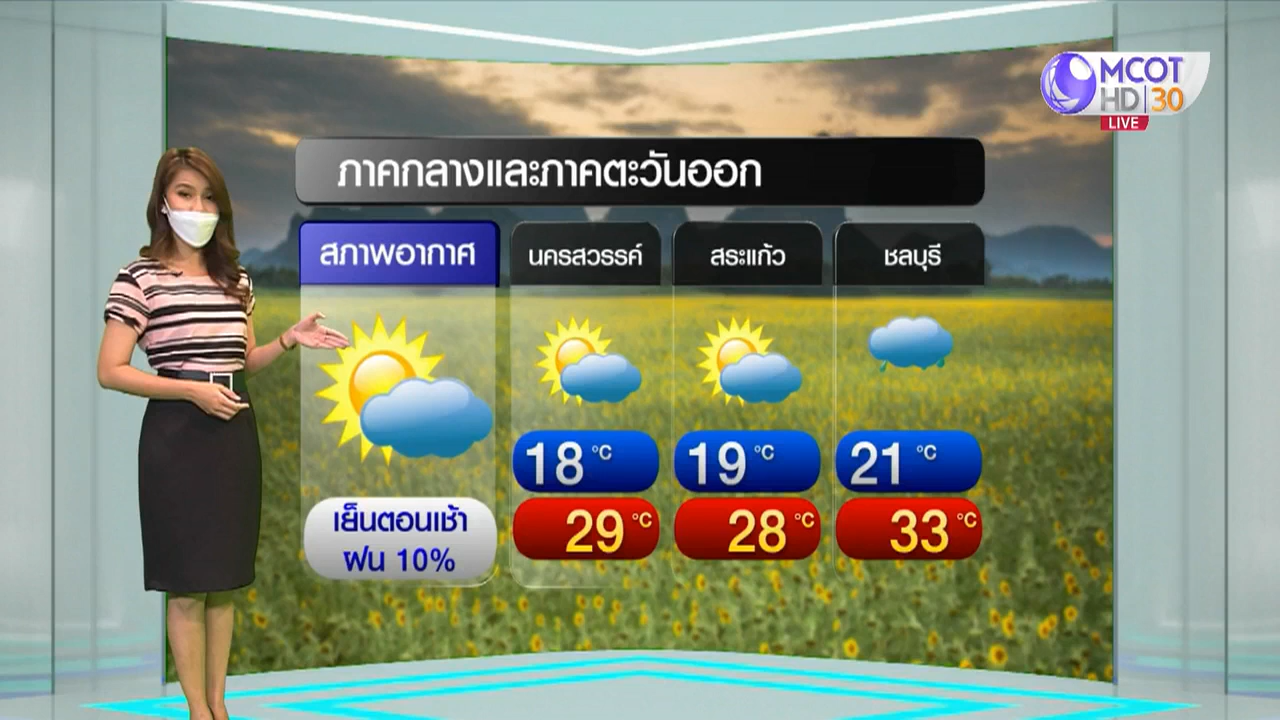 MCOT
HD 30
LIVE
ภาคกลางและภาคตะวันออก
สภาพอากาศ
นครสวรรค์
สระแก้ว
ชลบุรี
18 °C
19 °C
21 °C
29 °C
28 °C
33 °C
เย็นตอนเช้า
ฝน 10%